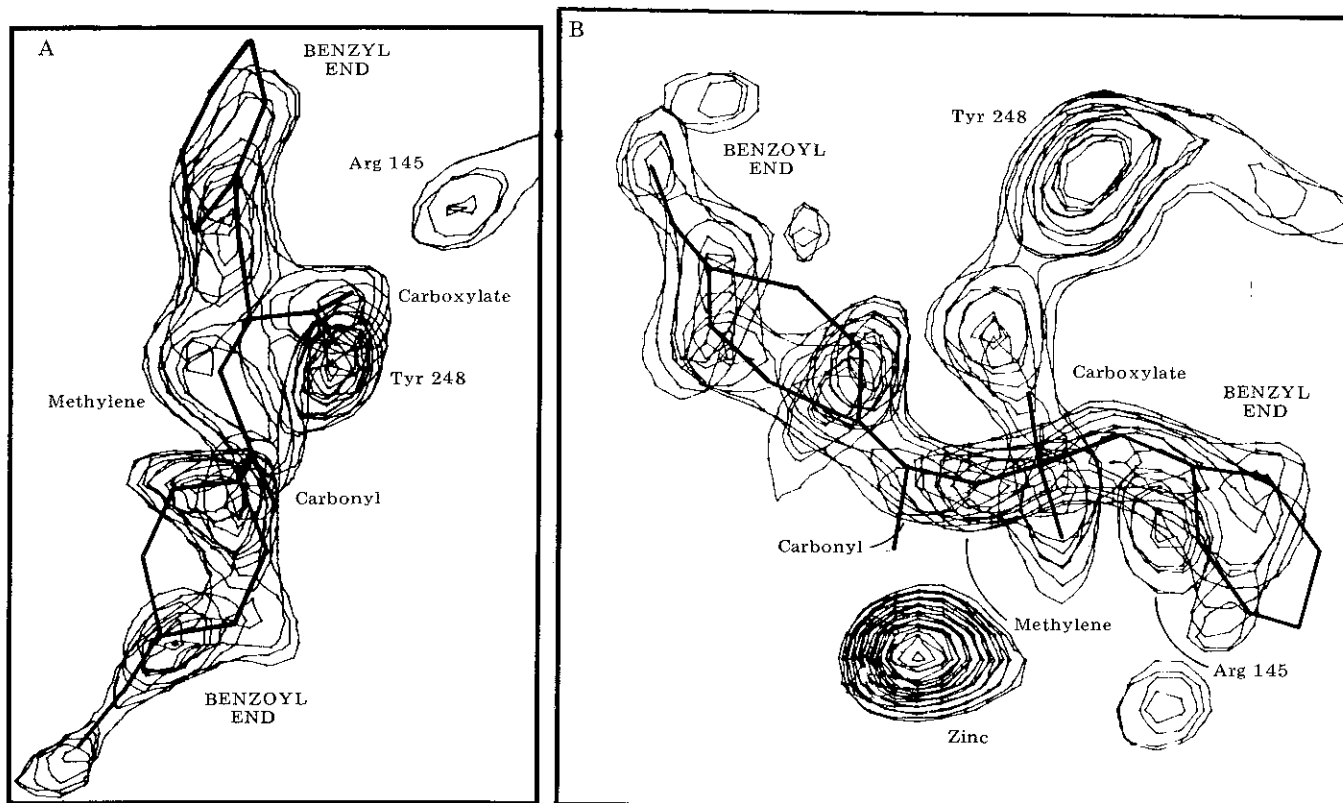 A
BENZYL
END
Arg 145
Carboxylate
Tyr 248
Methylene
Carbonyl
BENZOYL
END
B
Tyr 248
BENZOYL
END
Carboxylate
BENZYL
END
Carbonyl
Methylene
Arg 145
Zinc